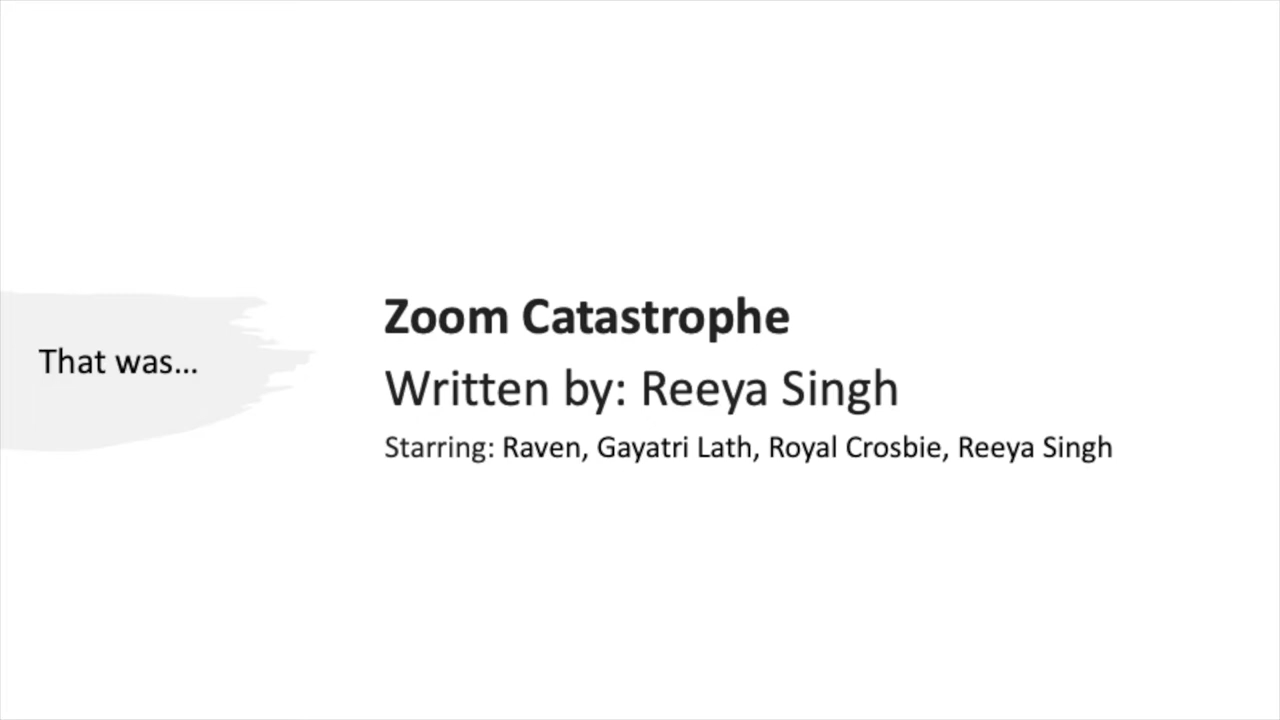 That was...
Zoom Catastrophe
Written by: Reeya Singh
Starring: Raven, Gayatri Lath, Royal Crosbie, Reeya Singh